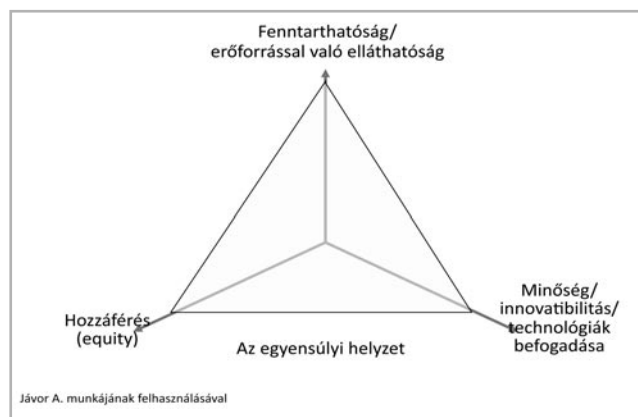 Fenntarthatóság/
erőforrással való elláthatóság
Hozzáférés
(equity)
Az egyensúlyi helyzet
Minőség/
innovatibilitás/
technológiák
befogadása
Jávor A. munkájának felhasználásával